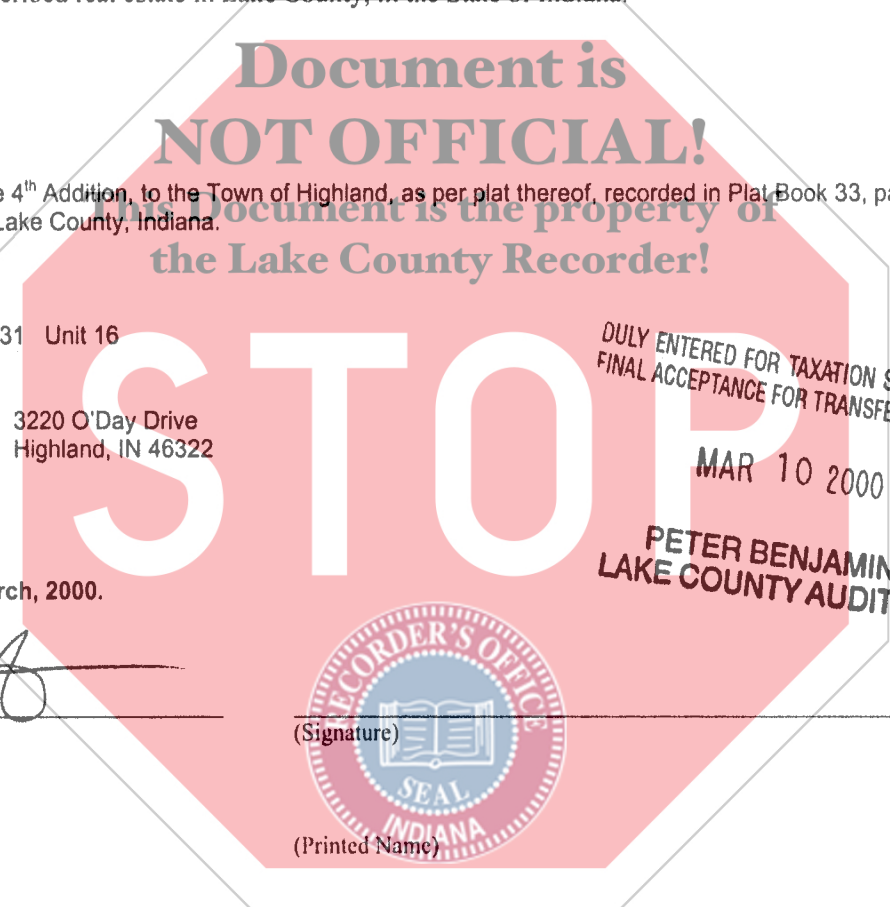 Document is
NOT OFFICIAL!
4th Addition, to the Town of Highland, as per plat thereof, recorded in Plat Book 33,
This Document is the property of
Lake County, Indiana.
the Lake County Recorder!
31 Unit 16
DULY ENTERED FOR TAXATION
FINAL ACCEPTANCE FOR
3220 O'Day Drive
Highland, IN 46322
STOP
MAR 10 2000
PETER BENJAMIN
LAKE COUNTY
2000.
RECORDER'S OFFICE
(Signature)
SEAL
INDIANA
(Printed Name)